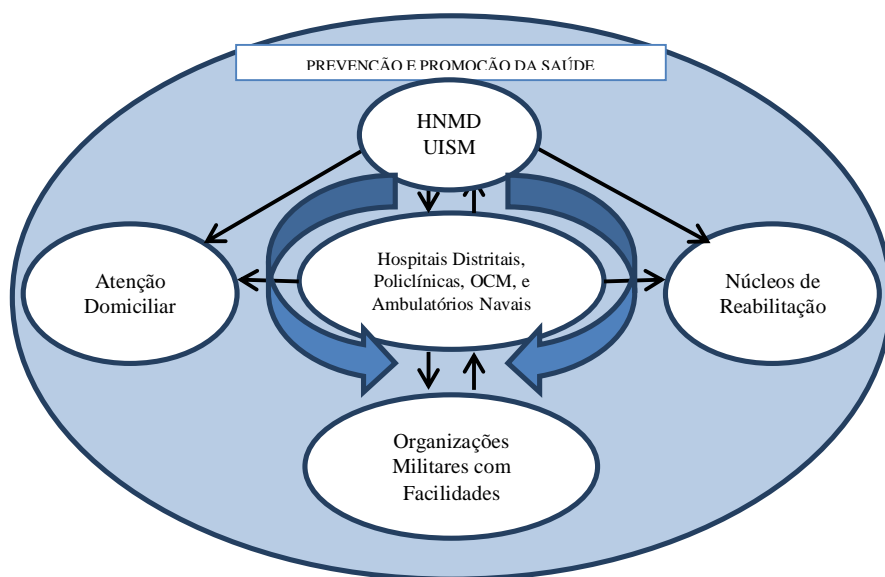 PREVENÇÃO E PROMOÇÃO DA SAÚDE
HNMD
UISM
Hospitais Distritais,
Policlínicas, OCM, e
Ambulatórios Navais
Atenção
Domiciliar
Núcleos de
Reabilitação
Organizações
Militares com
Facilidades